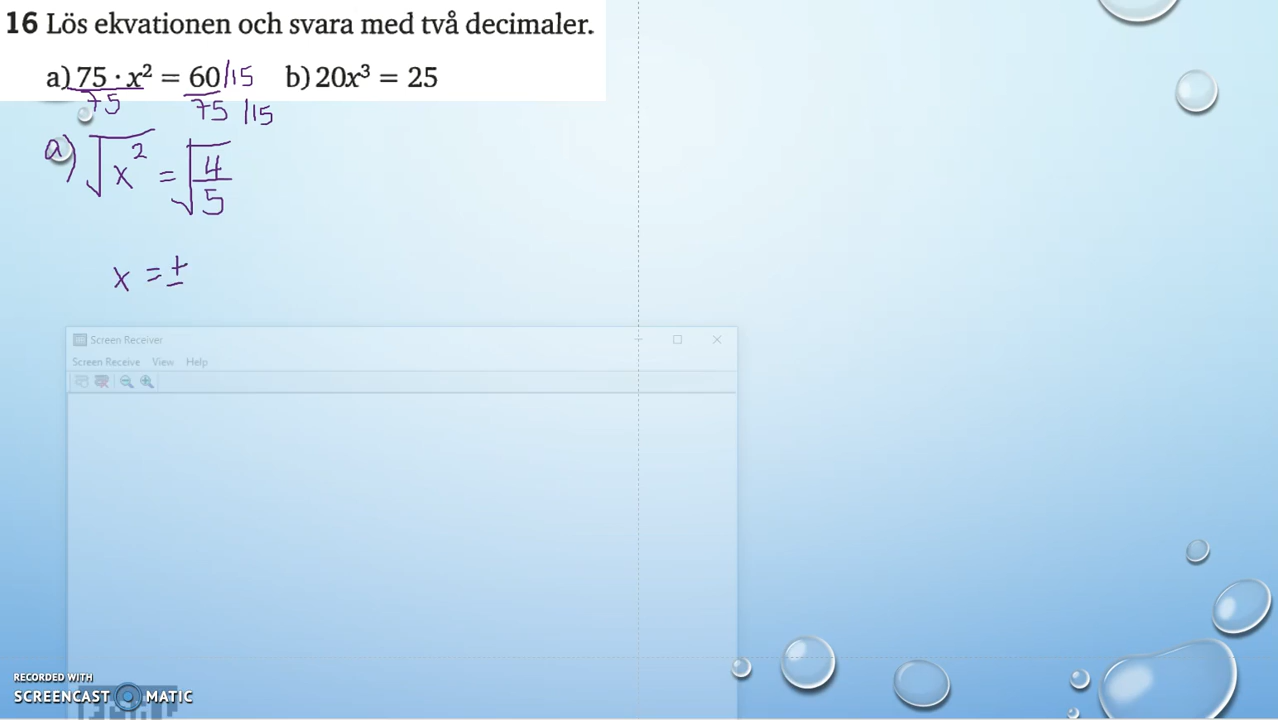 16 Lös ekvationen och svara med två decimaler.
a) 75 · x² = 60 /15 b) 20x³ = 25
75 75 /15
a) √x² = √4/5
x = ±
Screen Receiver
Screen Receive View Help
RECORDED WITH
SCREENCAST MATIC